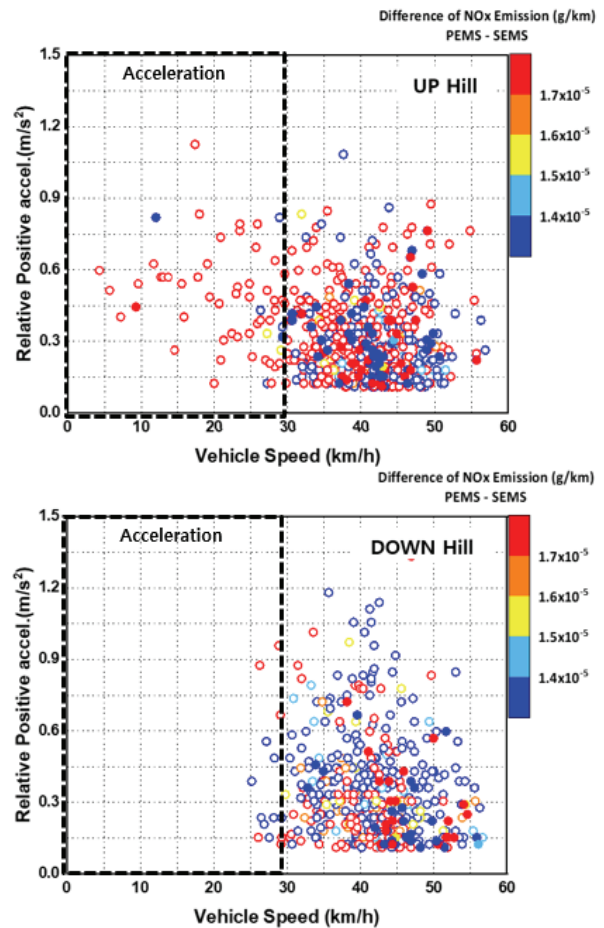 Difference of NOx Emission (g/km)
PEMS - SEMS
1.5
Acceleration
UP Hill
1.7x10⁻⁵
1.2
1.6x10⁻⁵
0.9
1.5x10⁻⁵
1.4x10⁻⁵
0.6
0.3
0.0
Relative Positive accel.(m/s²)
0 10 20 30 40 50 60
Vehicle Speed (km/h)
Difference of NOx Emission (g/km)
PEMS - SEMS
1.5
Acceleration
DOWN Hill
1.7x10⁻⁵
1.2
1.6x10⁻⁵
0.9
1.5x10⁻⁵
1.4x10⁻⁵
0.6
0.3
0.0
Relative Positive accel.(m/s²)
0 10 20 30 40 50 60
Vehicle Speed (km/h)